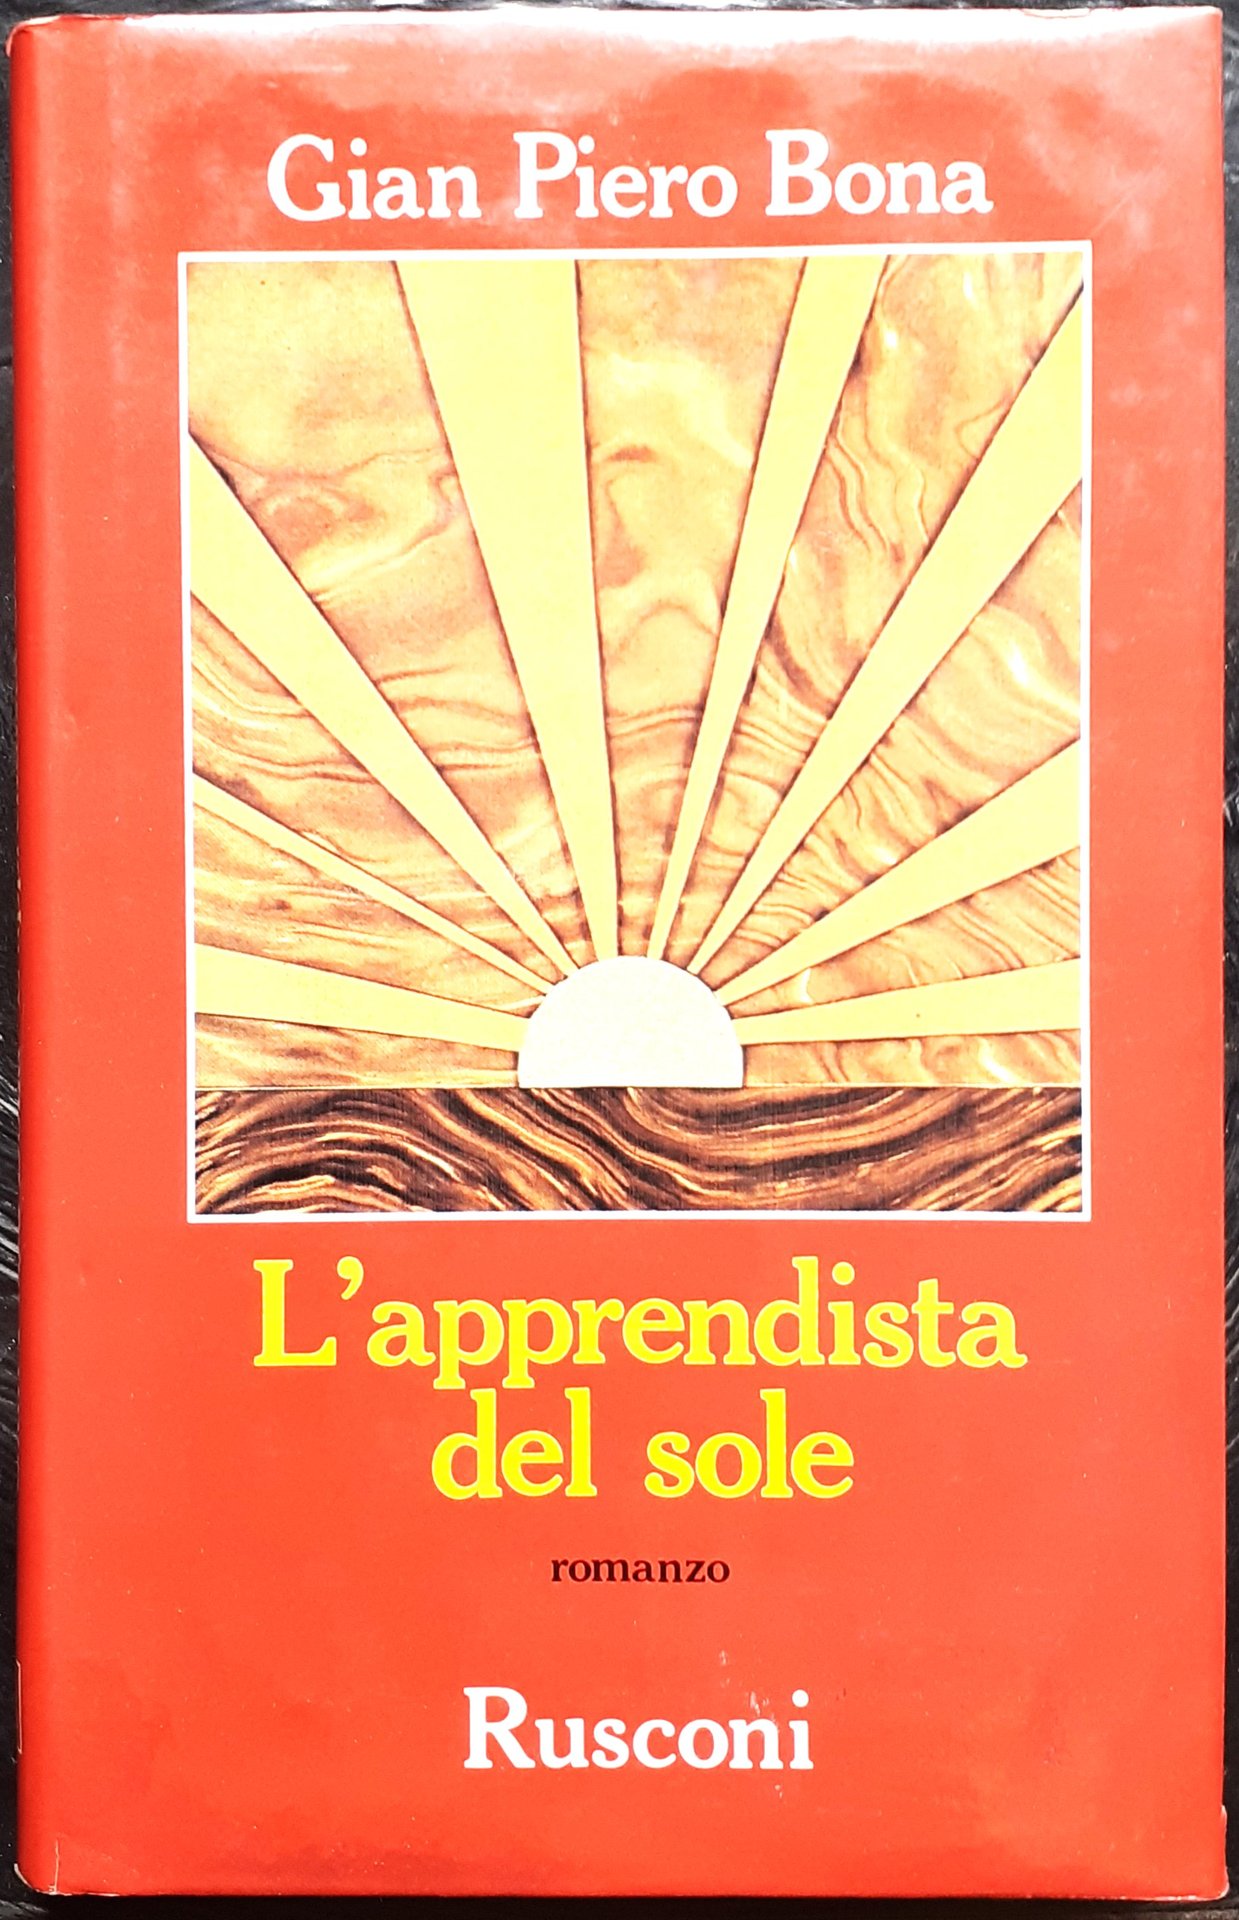 Gian Piero Bona
L'apprendista
del sole
romanzo
Rusconi